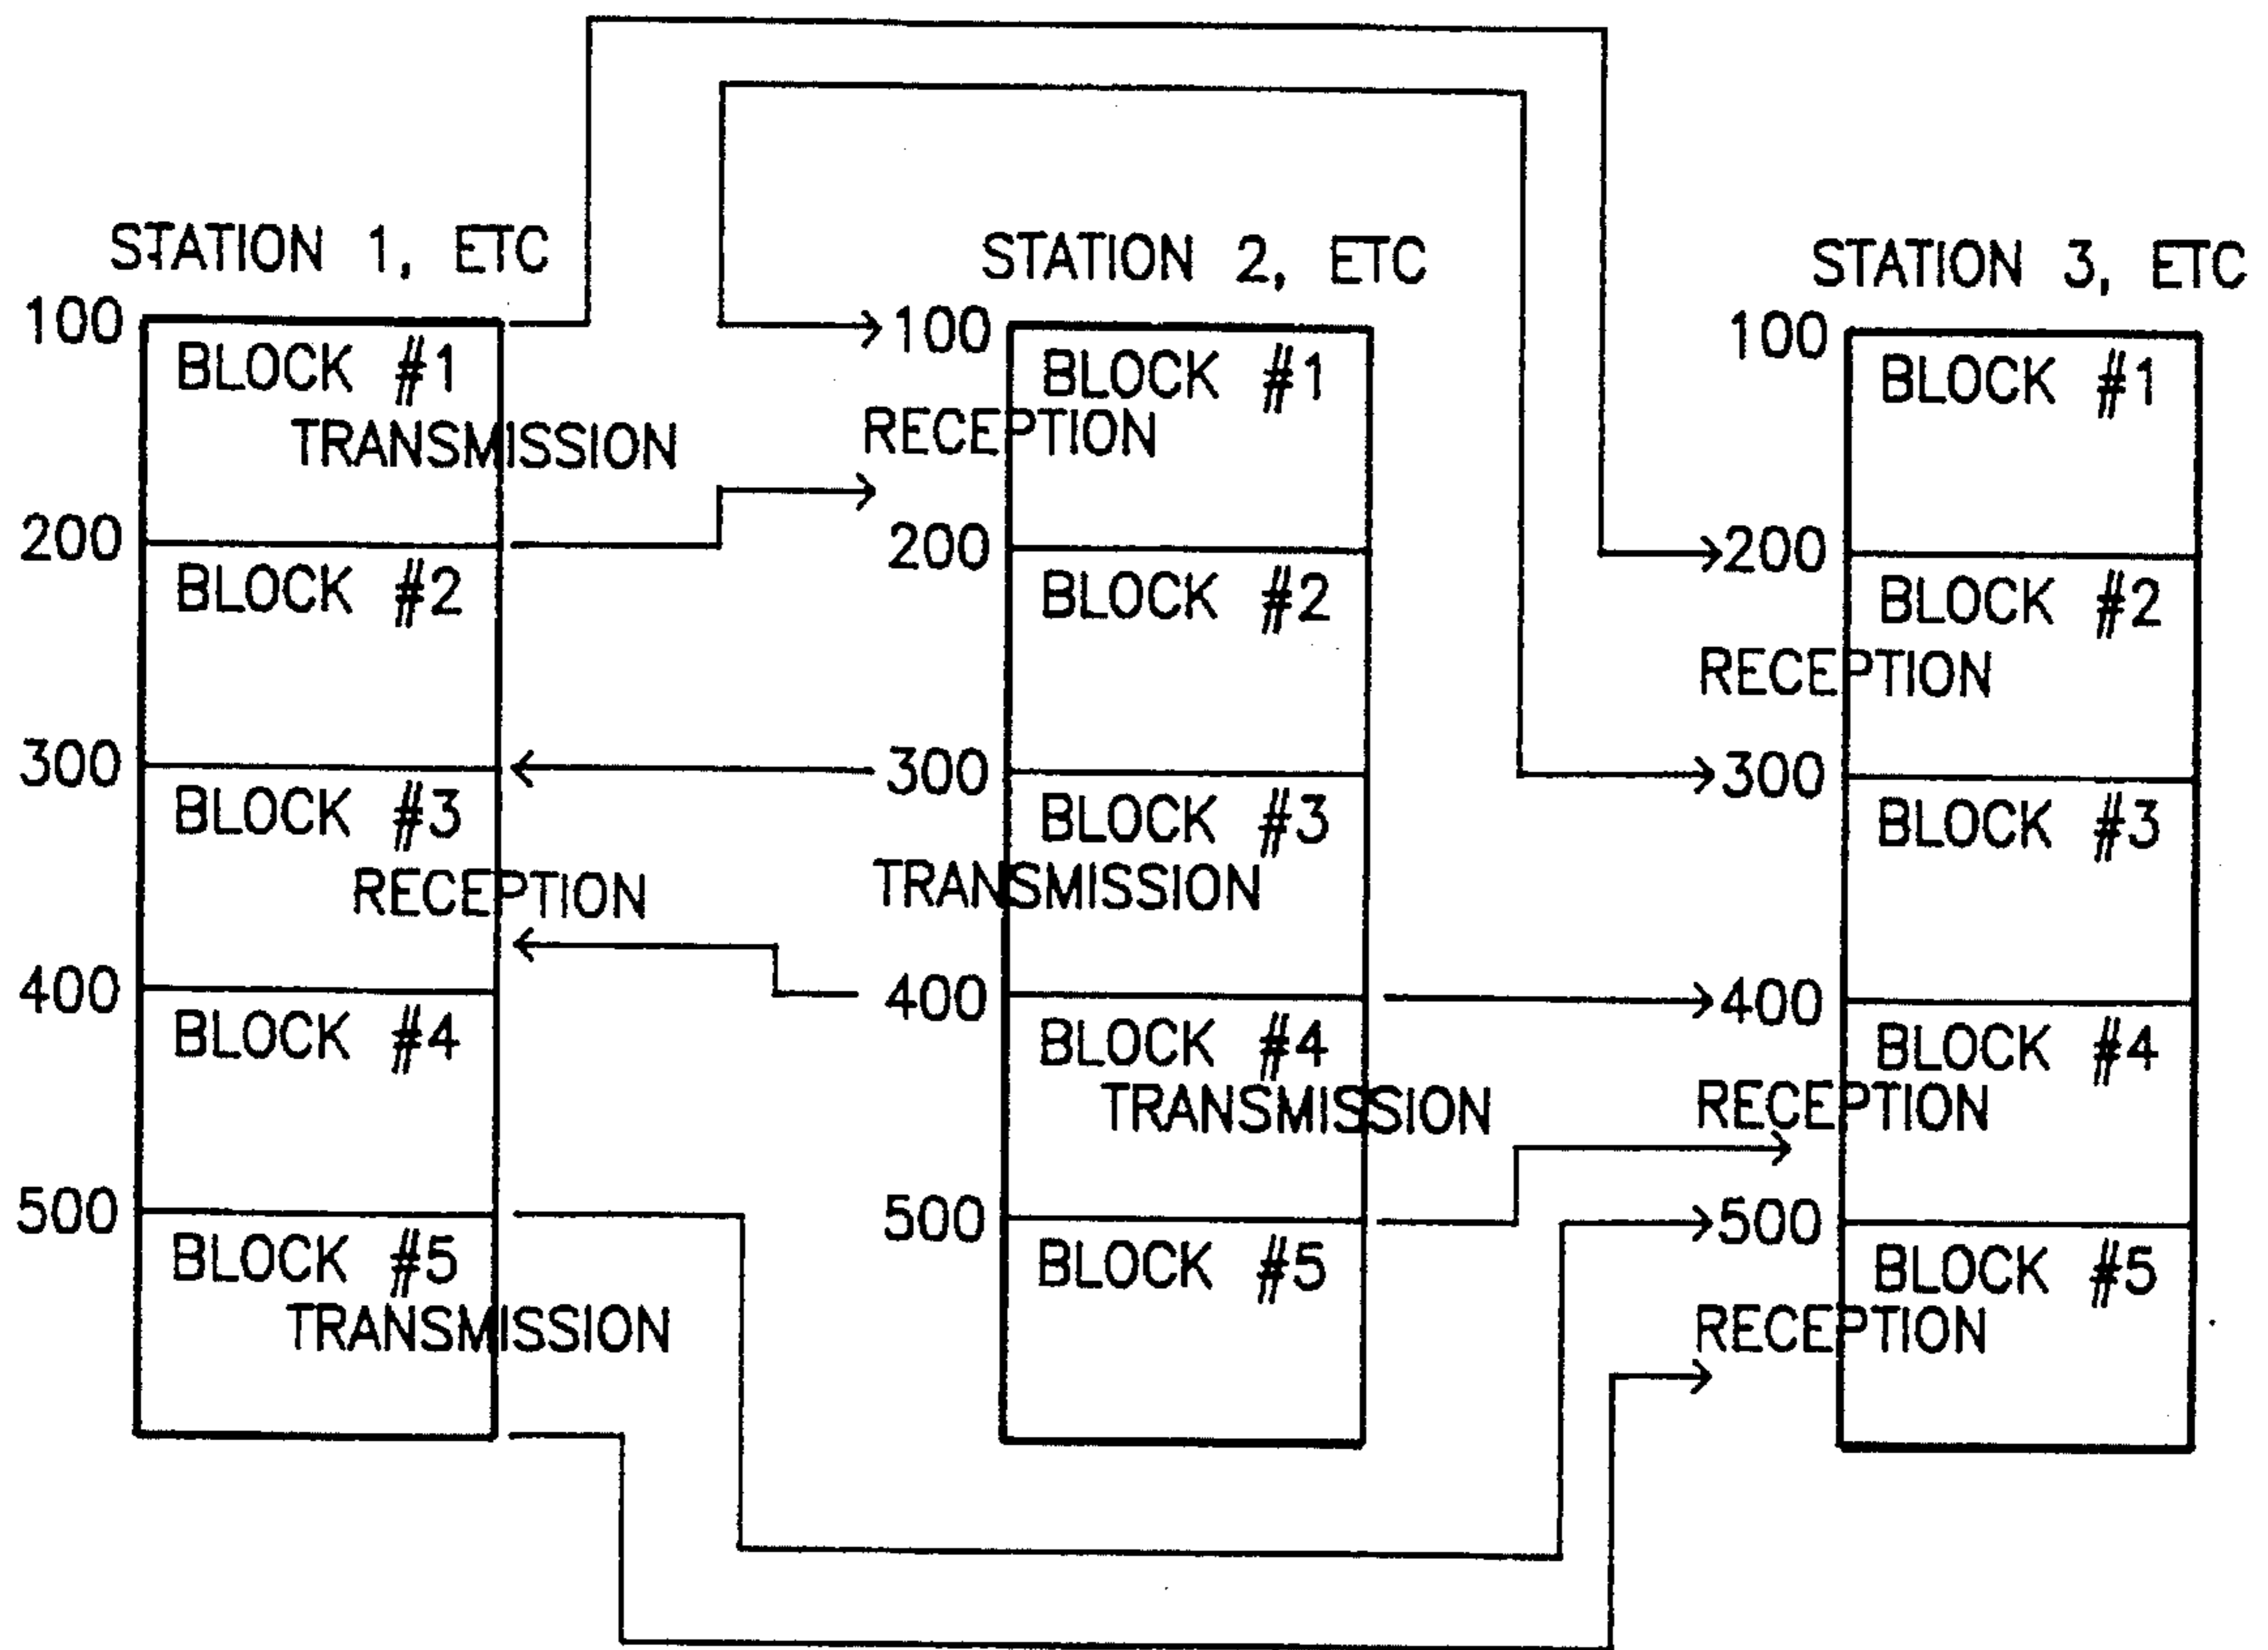 STATION 1, ETC
100
BLOCK #1
TRANSMISSION
200
BLOCK #2
300
BLOCK #3
RECEPTION
400
BLOCK #4
500
BLOCK #5
TRANSMISSION
STATION 2, ETC
100
BLOCK #1
RECEPTION
200
BLOCK #2
300
BLOCK #3
TRANSMISSION
400
BLOCK #4
TRANSMISSION
500
BLOCK #5
STATION 3, ETC
100
BLOCK #1
200
BLOCK #2
RECEPTION
300
BLOCK #3
400
BLOCK #4
RECEPTION
500
BLOCK #5
RECEPTION